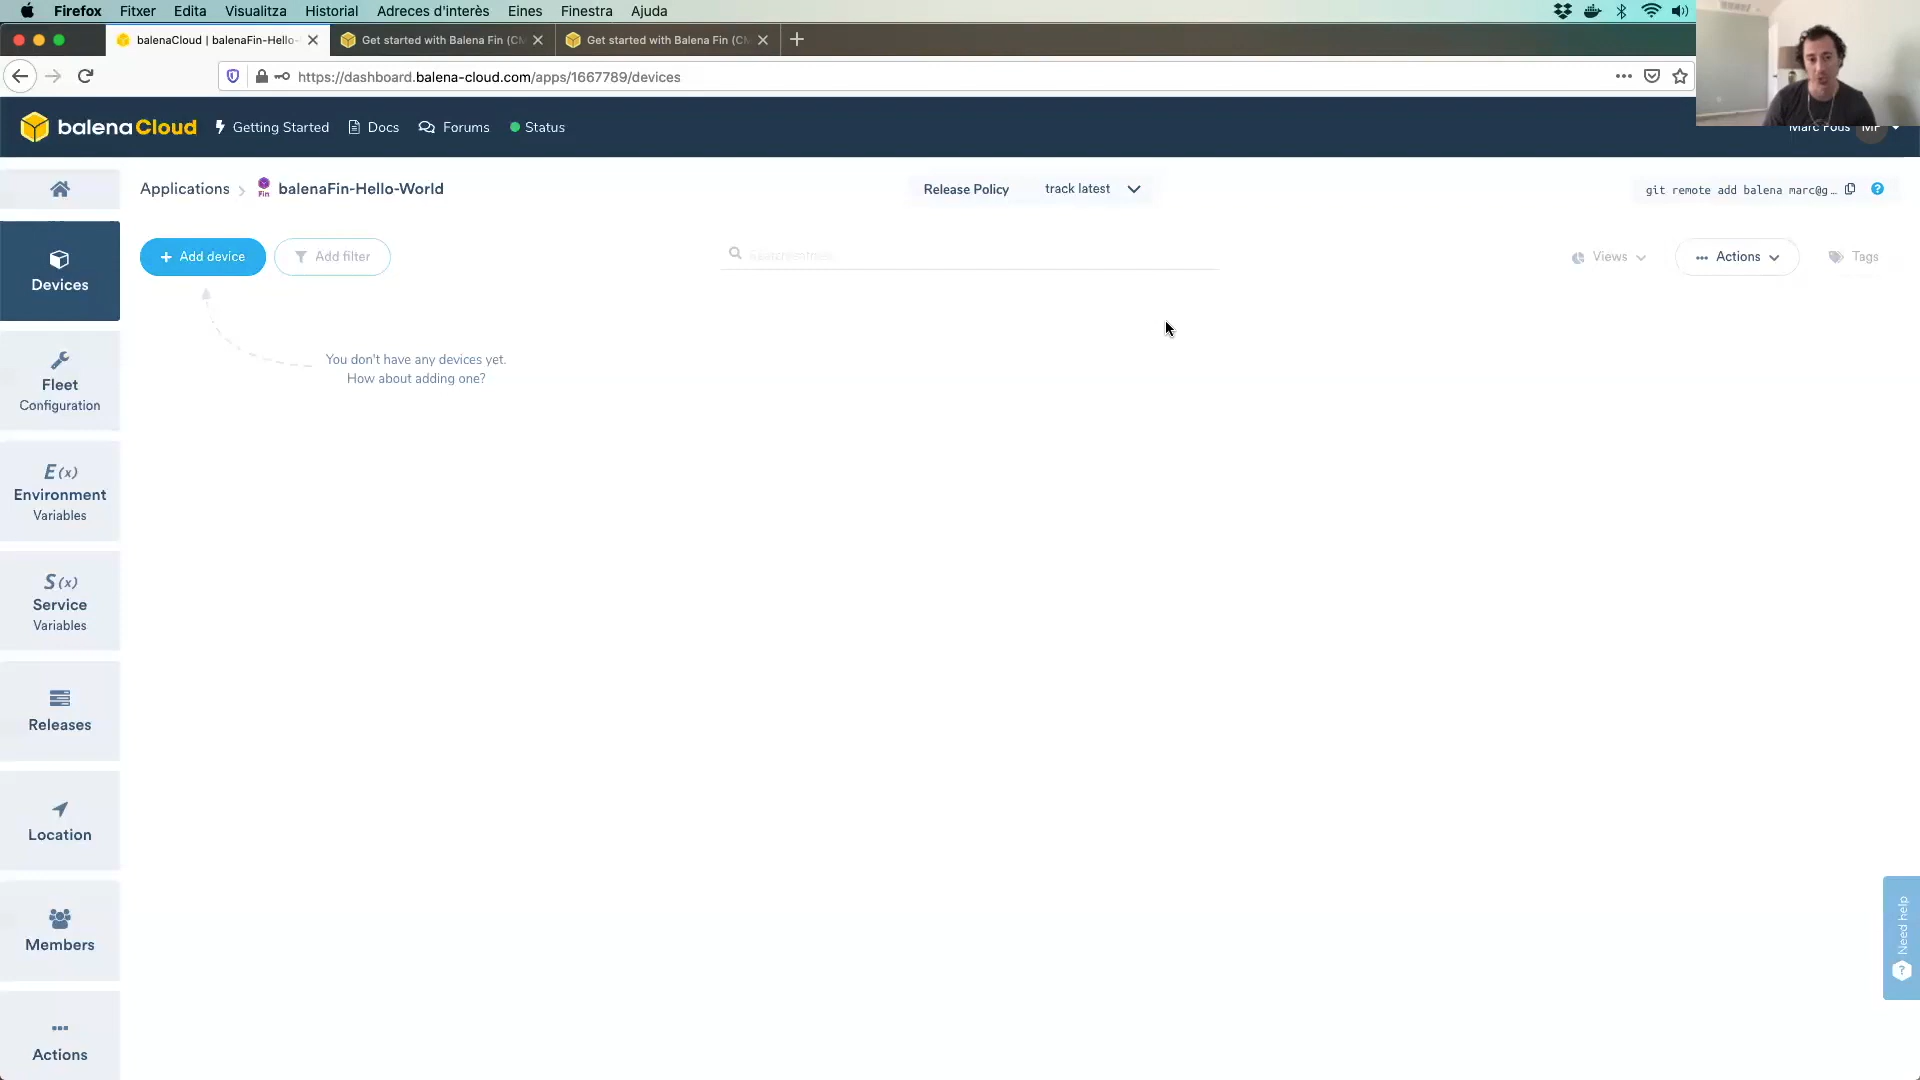 Firefox Fitxer Edita Visualitza Historial Adreces d'interès Eines Finestra Ajuda
balenaCloud | balenaFin-Hello-
Get started with Balena Fin (CM
Get started with Balena Fin (CM
https://dashboard.balena-cloud.com/apps/1667789/devices
balenaCloud Getting Started Docs Forums Status
Marc Pous MP
Applications
Fin
balenaFin-Hello-World
Release Policy track latest
git remote add balena marc@g…
?
Add device
Add filter
Views
Actions
Tags
You don't have any devices yet.
How about adding one?
Devices
Fleet
Configuration
E(x)
Environment
Variables
S(x)
Service
Variables
Releases
Location
Members
Actions
Need help
?